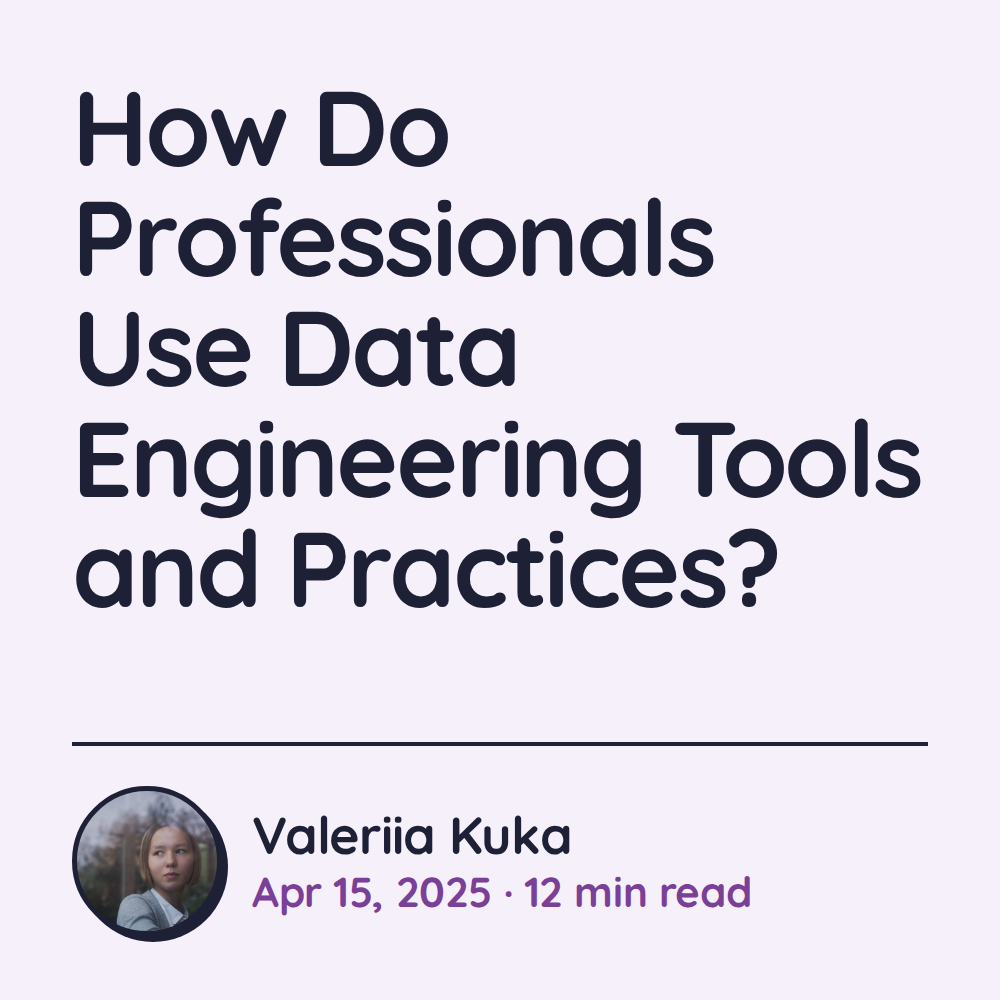 How Do
Professionals
Use Data
Engineering Tools
and Practices?
Valeriia Kuka
Apr 15, 2025 · 12 min read